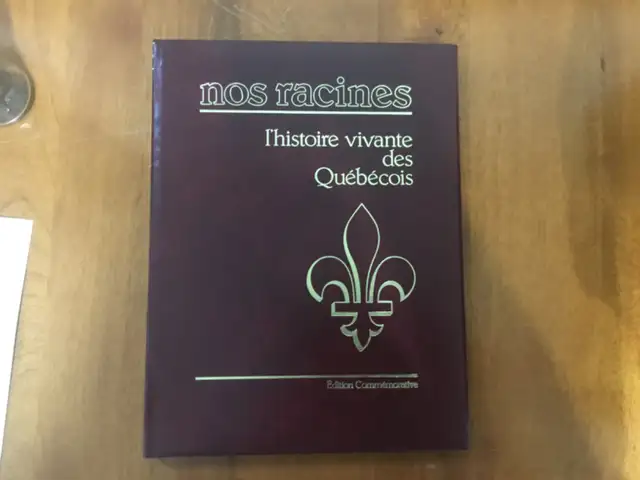 nos racines
l'histoire vivante
des
Québécois
Édition Commémorative